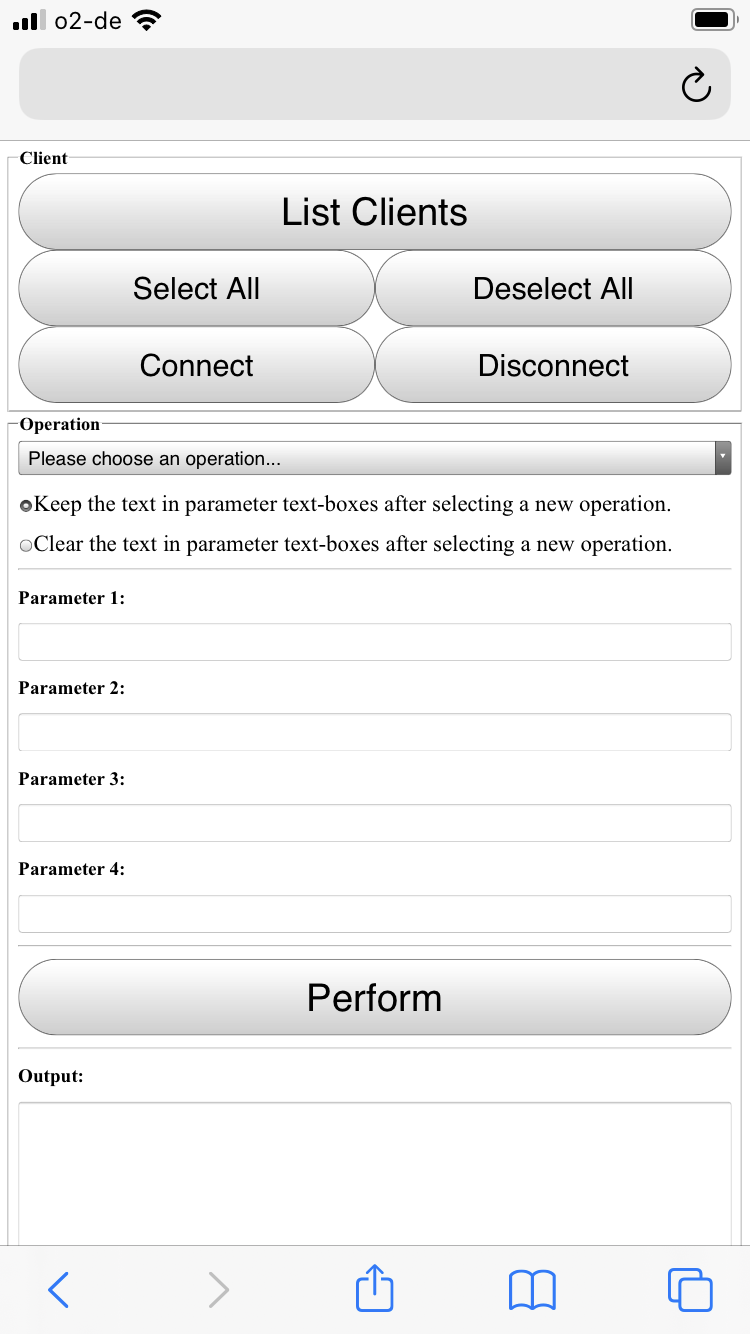 o2-de
Client
List Clients
Select All
Deselect All
Connect
Disconnect
Operation
Please choose an operation...
Keep the text in parameter text-boxes after selecting a new operation.
Clear the text in parameter text-boxes after selecting a new operation.
Parameter 1:
Parameter 2:
Parameter 3:
Parameter 4:
Perform
Output: